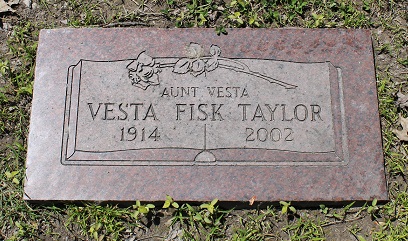 AUNT VESTA
VESTA FISK TAYLOR
1914 2002